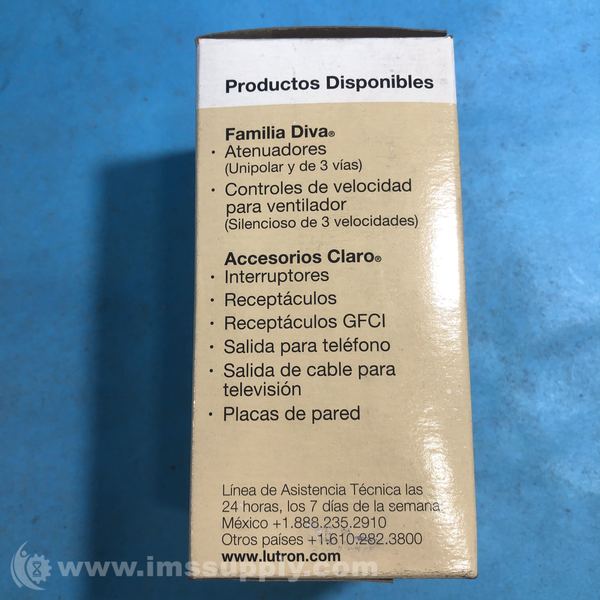 Productos Disponibles
Familia Diva®
· Atenuadores
(Unipolar y de 3 vías)
· Controles de velocidad
para ventilador
(Silencioso de 3 velocidades)
Accesorios Claro®
· Interruptores
· Receptáculos
· Receptáculos GFCI
· Salida para teléfono
· Salida de cable para
televisión
· Placas de pared
Línea de Asistencia Técnica las
24 horas, los 7 días de la semana
México +1.888.235.2910
Otros países +1.610.282.3800
www.lutron.com
www.imssupply.com